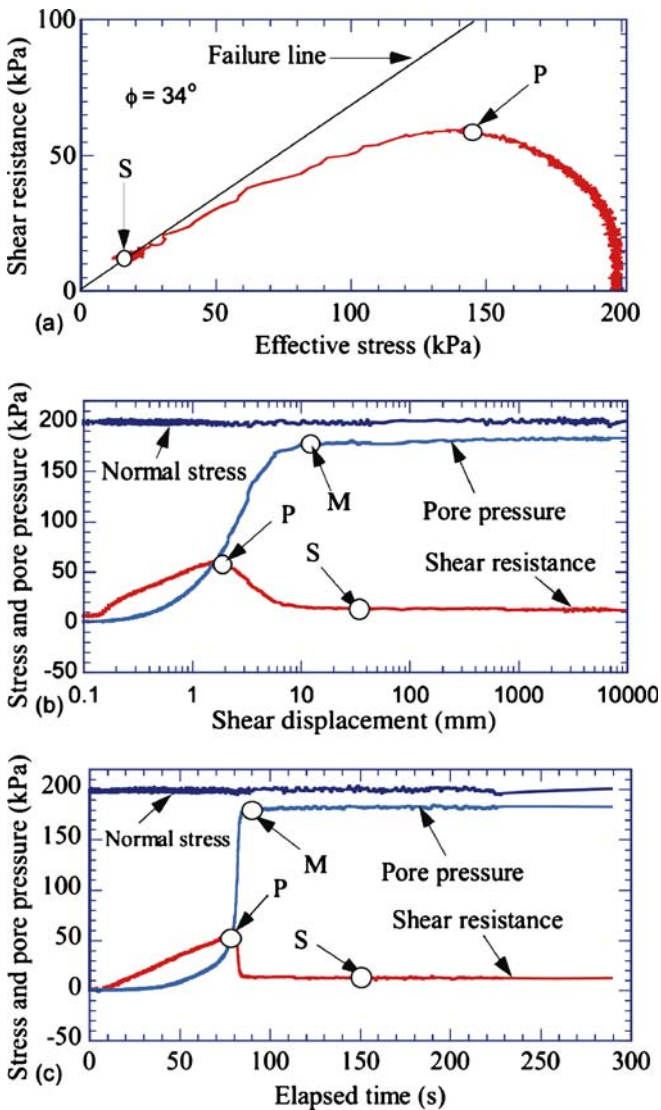 100
Failure line
ϕ = 34°
P
50
S
Shear resistance (kPa)
0
0 50 100 150 200
(a)
Effective stress (kPa)
200
Normal stress
150
M
100
P
Pore pressure
50
S
Shear resistance
0
-50
Stress and pore pressure (kPa)
0.1 1 10 100 1000 10000
(b)
Shear displacement (mm)
200
Normal stress
150
M
Pore pressure
100
P
Shear resistance
50
S
0
-50
Stress and pore pressure (kPa)
0 50 100 150 200 250 300
(c)
Elapsed time (s)